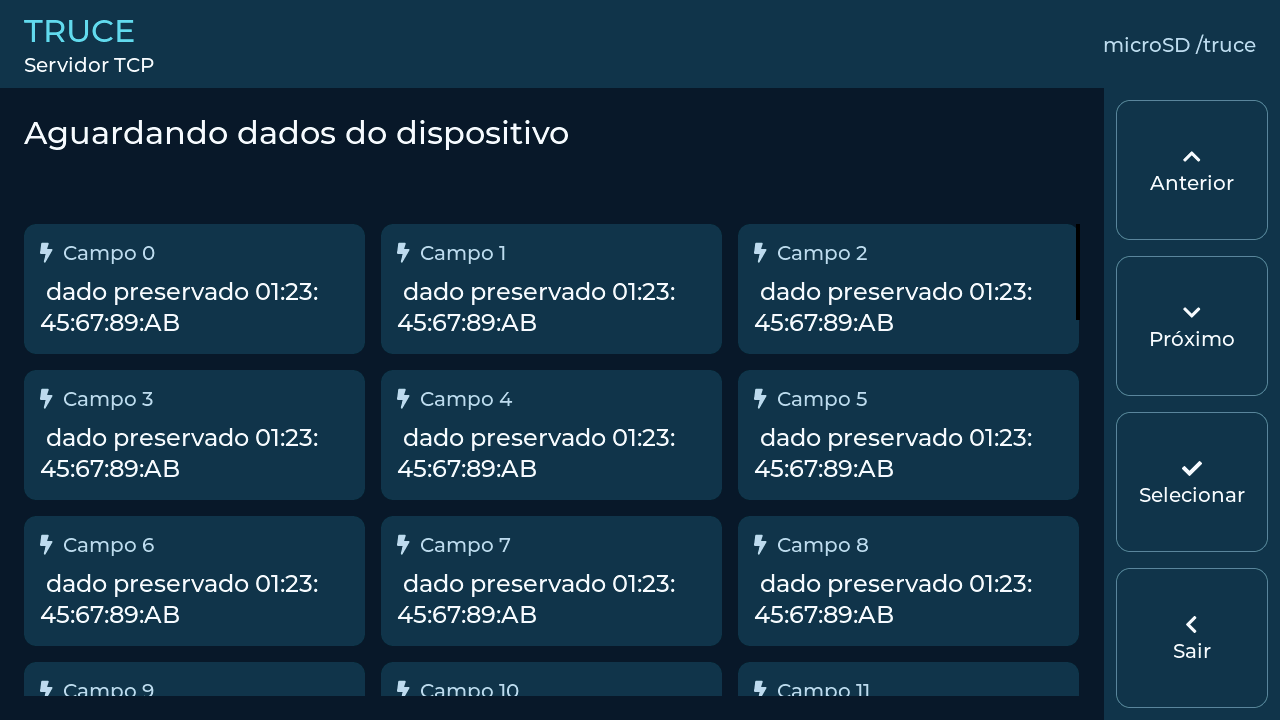 TRUCE
Servidor TCP
microSD /truce
Aguardando dados do dispositivo
Campo 0
dado preservado 01:23:
45:67:89:AB
Campo 1
dado preservado 01:23:
45:67:89:AB
Campo 2
dado preservado 01:23:
45:67:89:AB
Campo 3
dado preservado 01:23:
45:67:89:AB
Campo 4
dado preservado 01:23:
45:67:89:AB
Campo 5
dado preservado 01:23:
45:67:89:AB
Campo 6
dado preservado 01:23:
45:67:89:AB
Campo 7
dado preservado 01:23:
45:67:89:AB
Campo 8
dado preservado 01:23:
45:67:89:AB
Campo 9
Campo 10
Campo 11
Anterior
Próximo
Selecionar
Sair